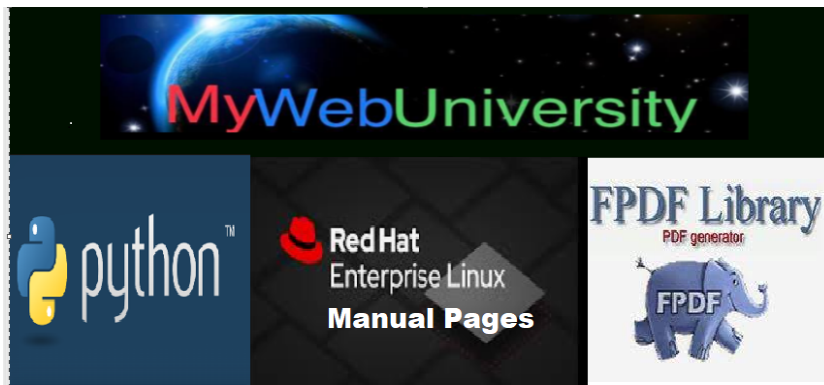 MyWebUniversity
python™
Red Hat
Enterprise Linux
Manual Pages
FPDF Library
PDF generator
FPDF